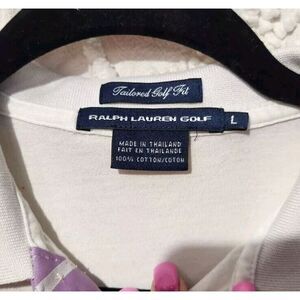 Tailored Golf Fit
RALPH LAUREN GOLF L
MADE IN THAILAND
FAIT EN THAILANDE
100% COTTON/COTON